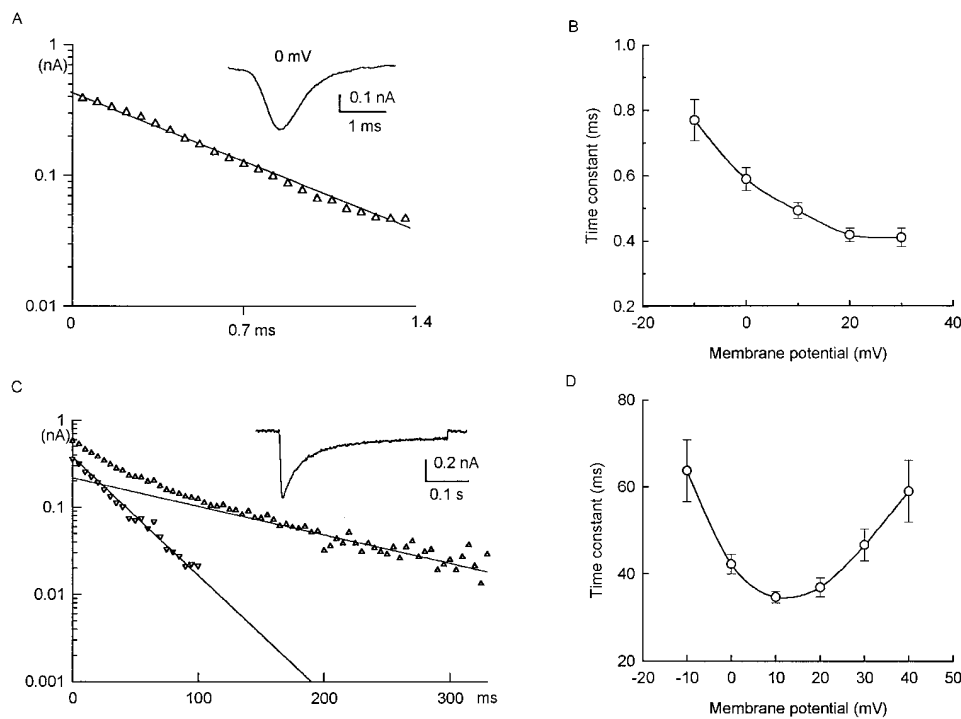 A
1
(nA)
0.1
0.01
0
0.7 ms
1.4
0 mV
0.1 nA
1 ms
B
Time constant (ms)
1.0
0.8
0.6
0.4
0.2
-20
0
20
40
Membrane potential (mV)
C
1
(nA)
0.1
0.01
0.001
0
100
200
300
ms
0.2 nA
0.1 s
D
Time constant (ms)
80
60
40
20
-20
-10
0
10
20
30
40
50
Membrane potential (mV)